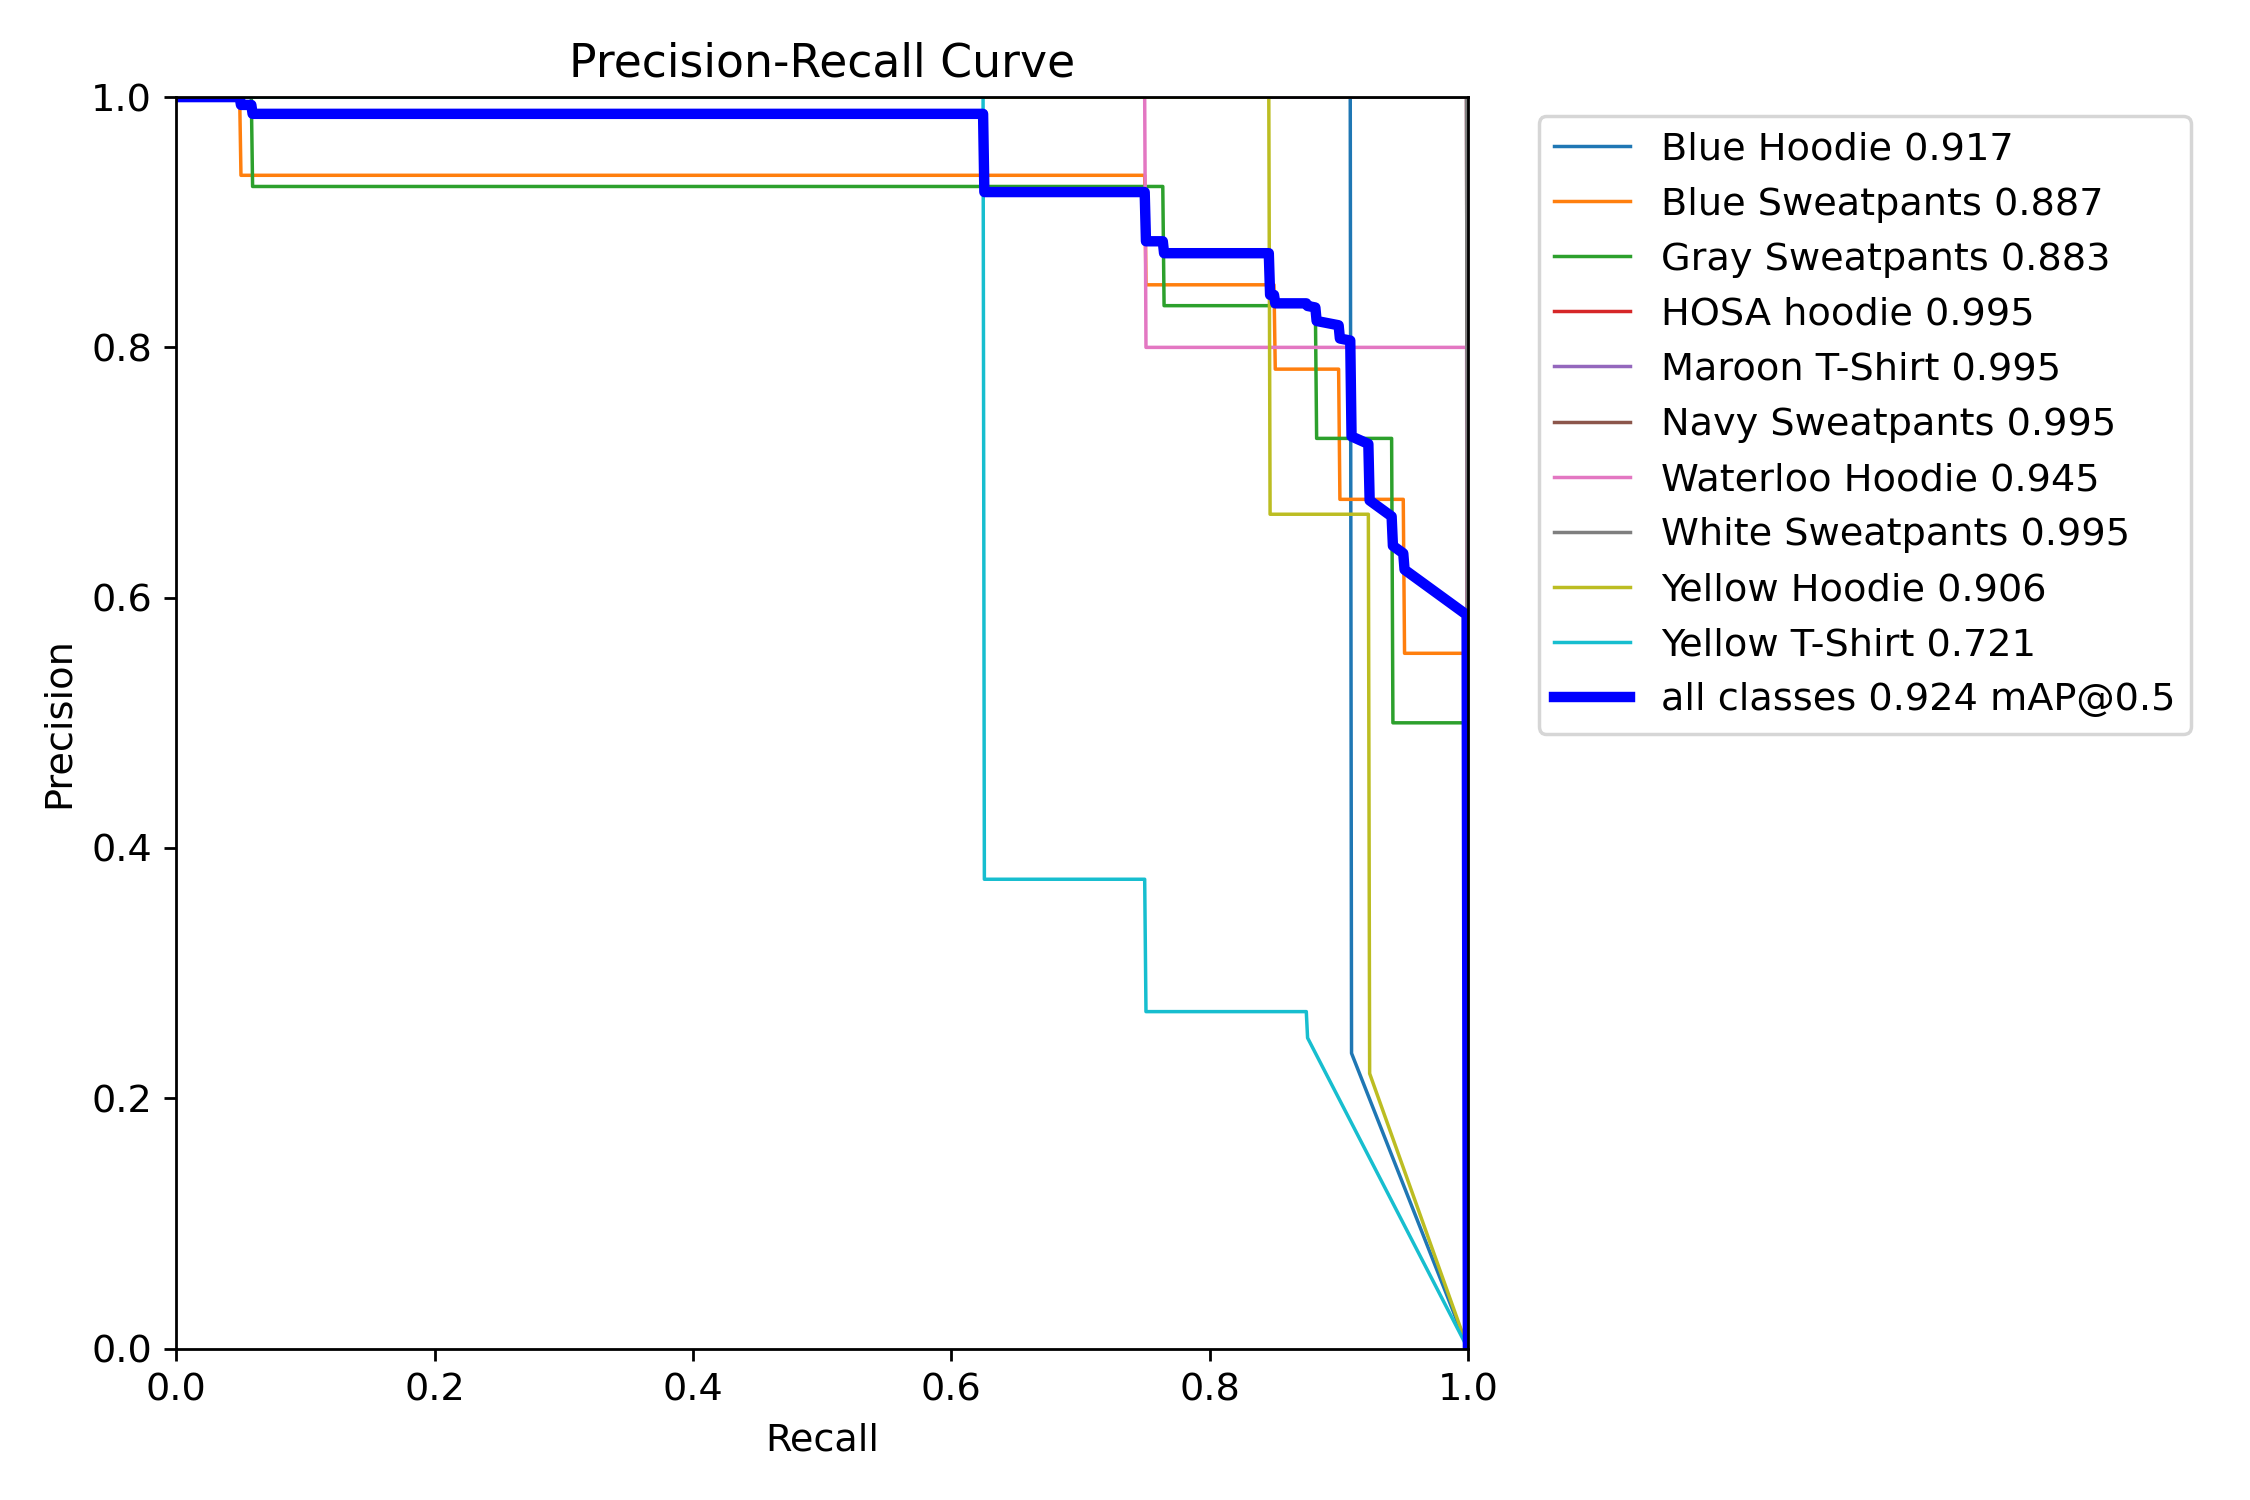 Precision-Recall Curve
1.0
0.8
0.6
0.4
0.2
0.0
Precision
0.0 0.2 0.4 0.6 0.8 1.0
Recall
Blue Hoodie 0.917
Blue Sweatpants 0.887
Gray Sweatpants 0.883
HOSA hoodie 0.995
Maroon T-Shirt 0.995
Navy Sweatpants 0.995
Waterloo Hoodie 0.945
White Sweatpants 0.995
Yellow Hoodie 0.906
Yellow T-Shirt 0.721
all classes 0.924 mAP@0.5